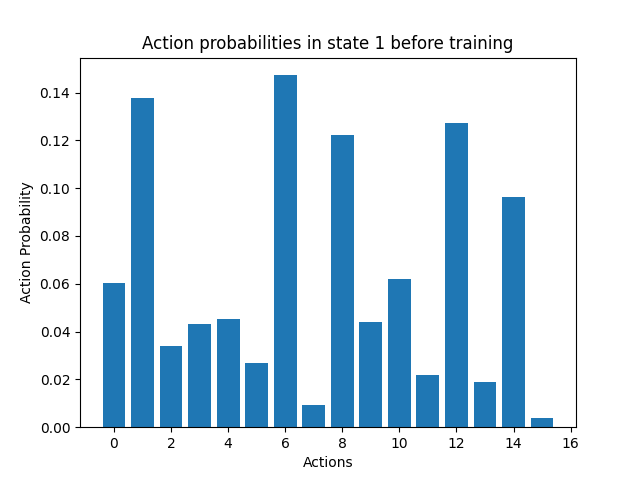 Action probabilities in state 1 before training
0.14
0.12
0.10
0.08
0.06
0.04
0.02
0.00
Action Probability
0 2 4 6 8 10 12 14 16
Actions